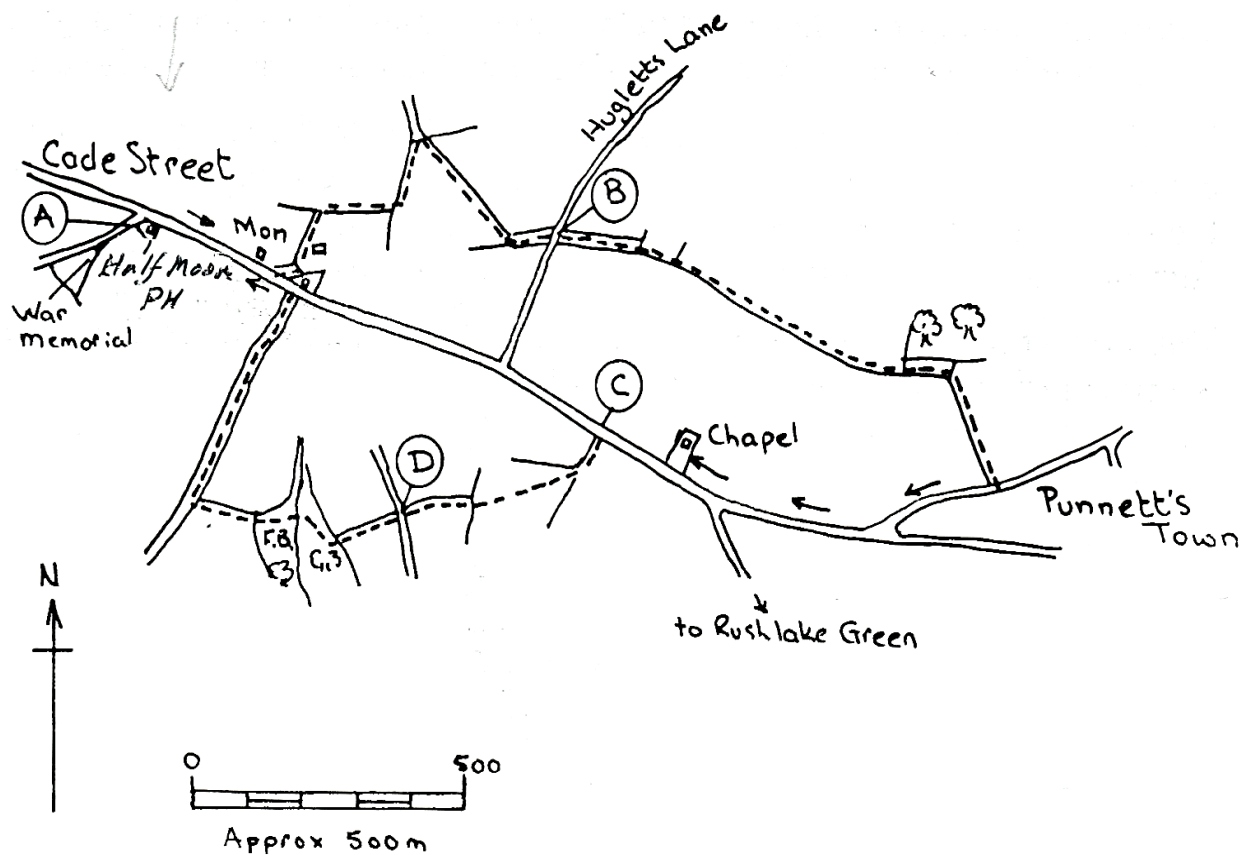 Hugletts Lane
Cade Street
B
A
Mon
Half Moon
PH
War
memorial
C
Chapel
D
Punnett's
Town
F.B.
N
to Rushlake Green
0
500
Approx 500m